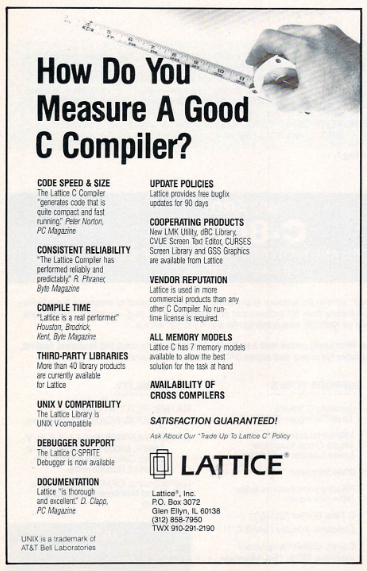 How Do You
Measure A Good
C Compiler?
CODE SPEED & SIZE
The Lattice C Compiler
"generates code that is
quite compact and fast
running." Peter Norton,
PC Magazine
CONSISTENT RELIABILITY
"The Lattice Compiler has
performed reliably and
predictably." R. Phraner,
Byte Magazine
COMPILE TIME
"Lattice is a real performer."
Houston, Brodrick,
Kent, Byte Magazine
THIRD-PARTY LIBRARIES
More than 40 library products
are currently available
for Lattice
UNIX V COMPATIBILITY
The Lattice Library is
UNIX V compatible
DEBUGGER SUPPORT
The Lattice C-SPRITE
Debugger is now available
DOCUMENTATION
Lattice "is thorough
and excellent." D. Clapp,
PC Magazine
UPDATE POLICIES
Lattice provides free bugfix
updates for 90 days
COOPERATING PRODUCTS
New LMK Utility, dBC Library,
CVUE Screen Text Editor, CURSES
Screen Library and GSS Graphics
are available from Lattice
VENDOR REPUTATION
Lattice is used in more
commercial products than any
other C Compiler. No run-
time license is required.
ALL MEMORY MODELS
Lattice C has 7 memory models
available to allow the best
solution for the task at hand
AVAILABILITY OF
CROSS COMPILERS
SATISFACTION GUARANTEED!
Ask About Our "Trade Up To Lattice C" Policy
LATTICE®
Lattice®, Inc.
P.O. Box 3072
Glen Ellyn, IL 60138
(312) 858-7950
TWX 910-291-2190
UNIX is a trademark of
AT&T Bell Laboratories